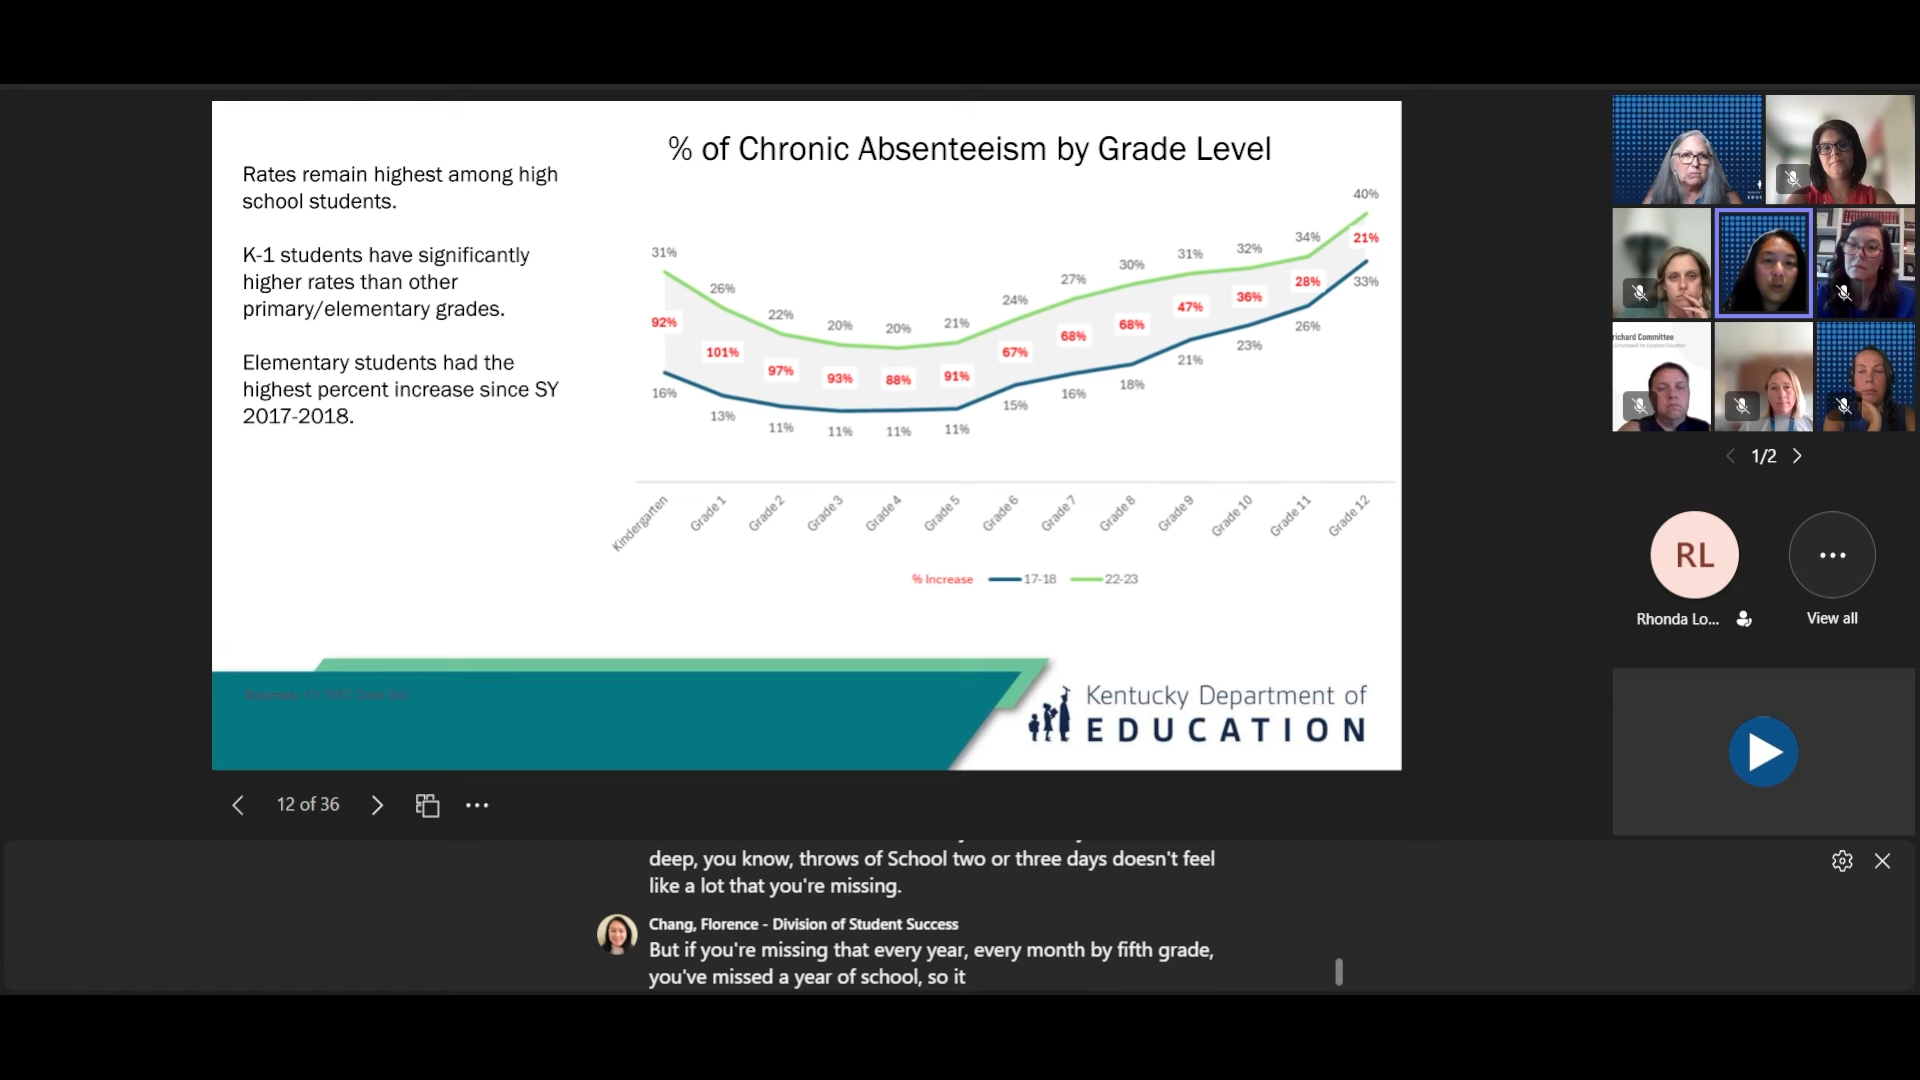 % of Chronic Absenteeism by Grade Level
Rates remain highest among high
school students.
K-1 students have significantly
higher rates than other
primary/elementary grades.
Elementary students had the
highest percent increase since SY
2017-2018.
31% 26% 22% 20% 20% 21% 24% 27% 30% 31% 32% 34% 40%
92% 101% 97% 93% 88% 91% 67% 68% 68% 47% 36% 28% 21%
16% 13% 11% 11% 11% 11% 15% 16% 18% 21% 23% 26% 33%
Kindergarten Grade 1 Grade 2 Grade 3 Grade 4 Grade 5 Grade 6 Grade 7 Grade 8 Grade 9 Grade 10 Grade 11 Grade 12
% Increase 17-18 22-23
Sources: KY SRC
Kentucky Department of
EDUCATION
12 of 36
EDUC
richard Committee
1/2
RL
Rhonda Lo...
View all
deep, you know, throws of School two or three days doesn't feel
like a lot that you're missing.
Chang, Florence - Division of Student Success
But if you're missing that every year, every month by fifth grade,
you've missed a year of school, so it